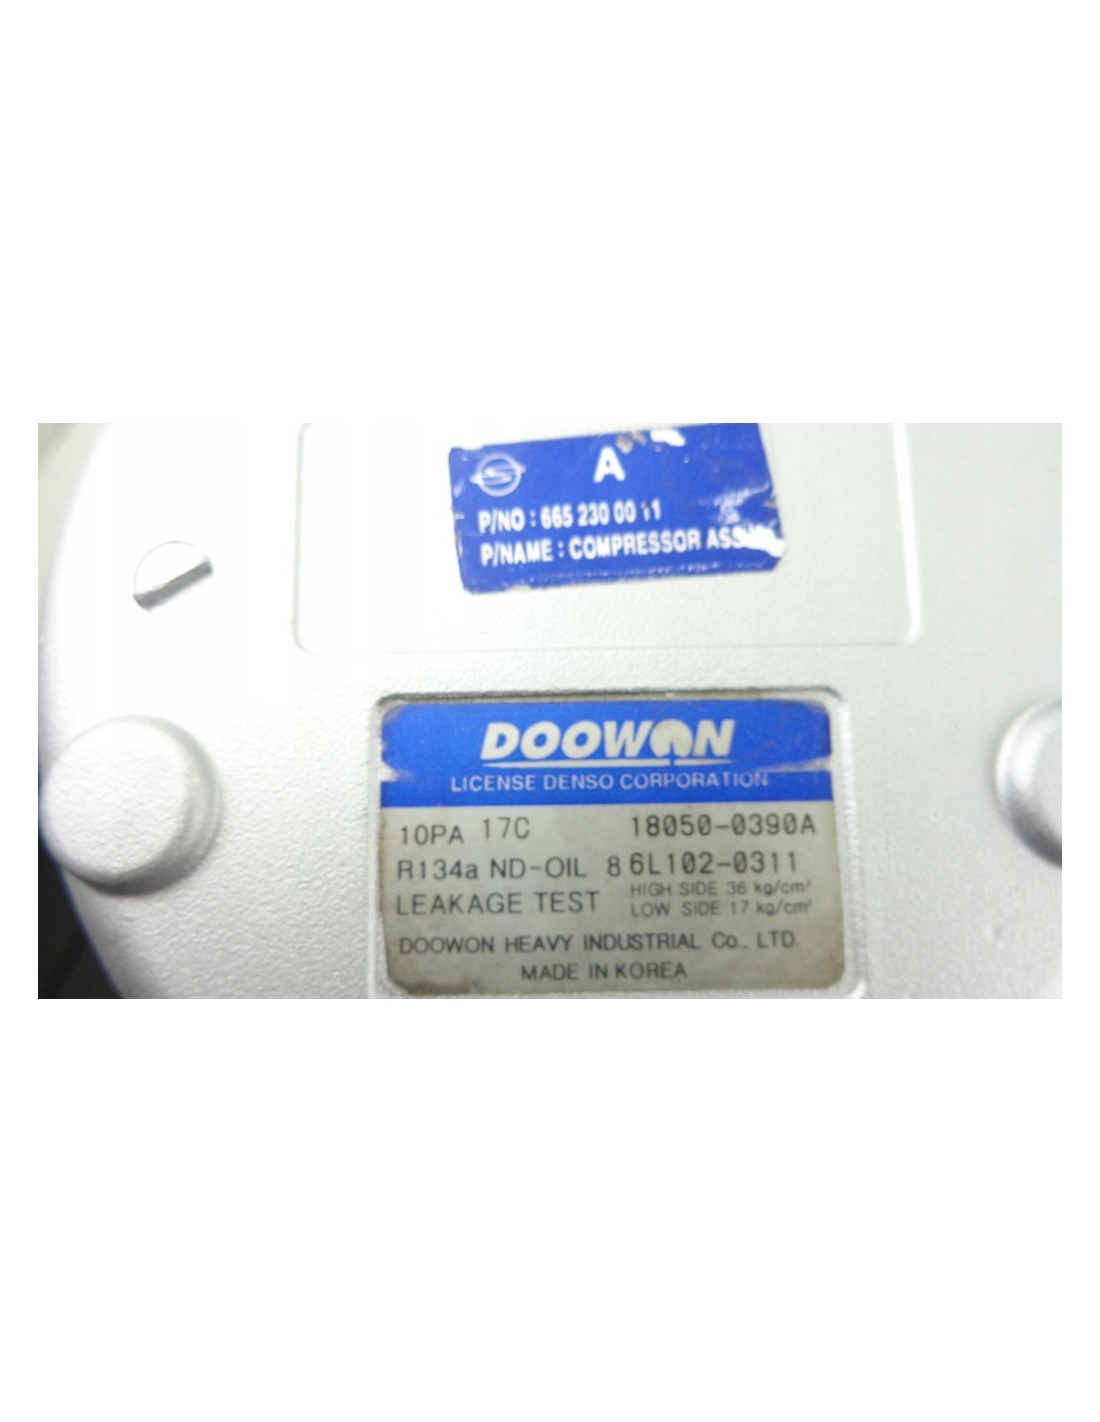 A
P/NO : 665 230 00 11
P/NAME : COMPRESSOR
DOOWON
LICENSE DENSO CORPORATION
10PA 17C 18050-0390A
R134a ND-OIL 8 6L102-0311
LEAKAGE TEST HIGH SIDE 36 kg/cm²
LOW SIDE 17 kg/cm²
DOOWON HEAVY INDUSTRIAL Co., LTD.
MADE IN KOREA